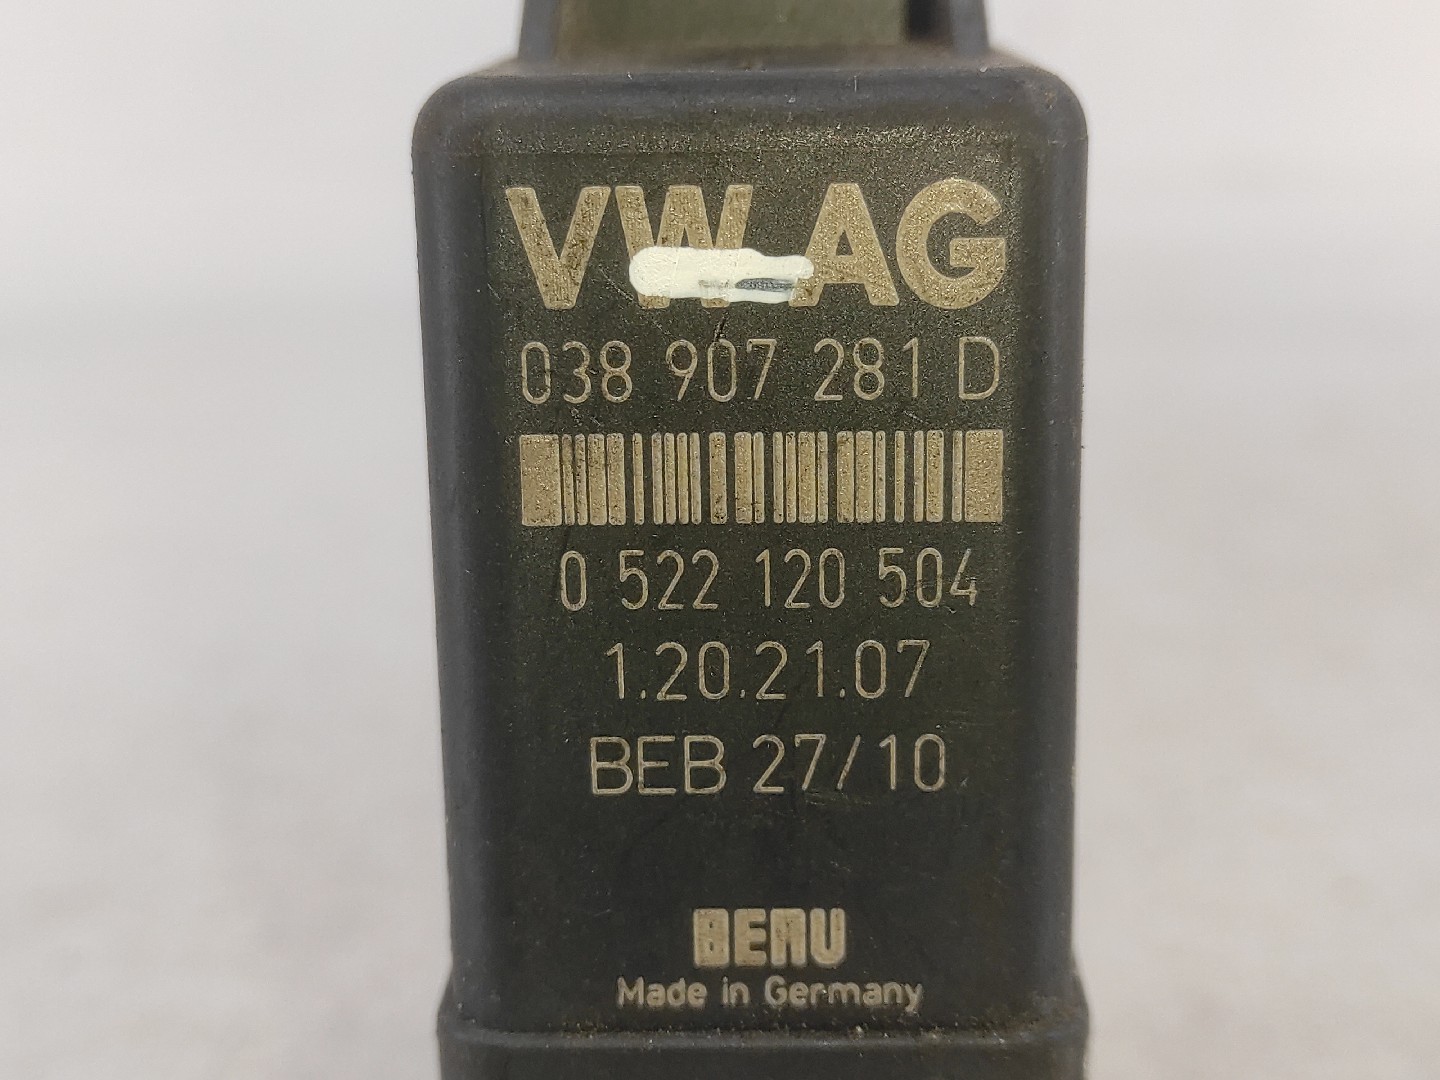 VW AG
038 907 281 D
0 522 120 504
1.20.21.07
BEB 27/10
BERU
Made in Germany